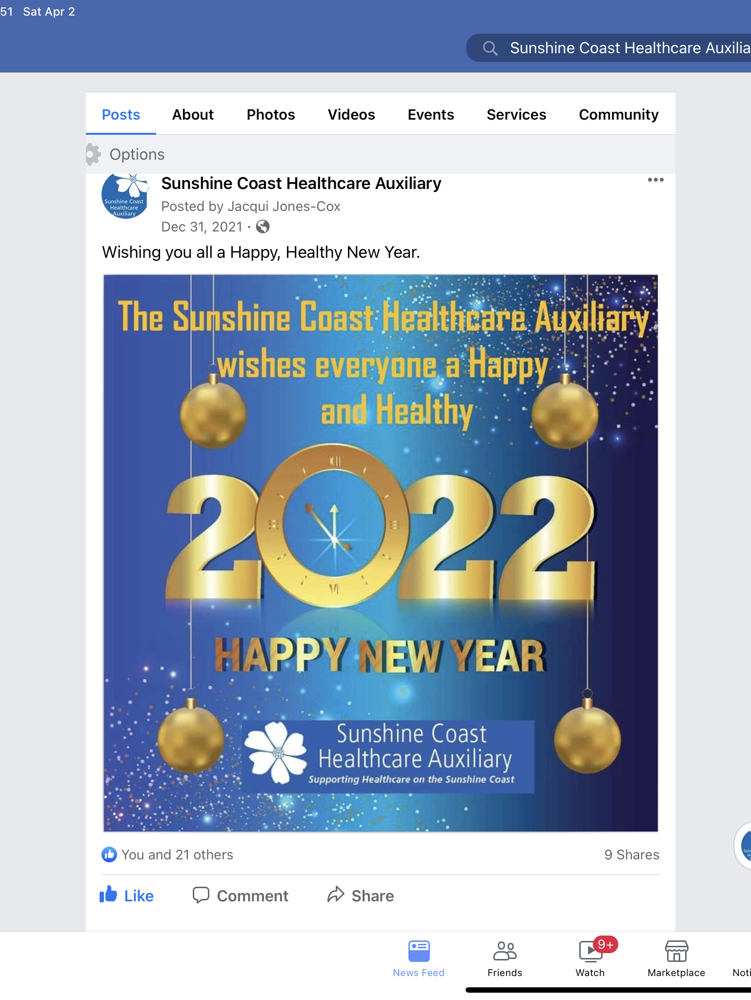 51 Sat Apr 2
Sunshine Coast Healthcare Auxilia
Posts About Photos Videos Events Services Community
Options
Sunshine Coast
Healthcare
Auxiliary
Sunshine Coast Healthcare Auxiliary
Posted by Jacqui Jones-Cox
Dec 31, 2021 ·
Wishing you all a Happy, Healthy New Year.
The Sunshine Coast Healthcare Auxiliary
wishes everyone a Happy
and Healthy
XII
VI
2022
HAPPY NEW YEAR
Sunshine Coast
Healthcare Auxiliary
Supporting Healthcare on the Sunshine Coast
You and 21 others 9 Shares
Like Comment Share
9+
News Feed Friends Watch Marketplace Noti